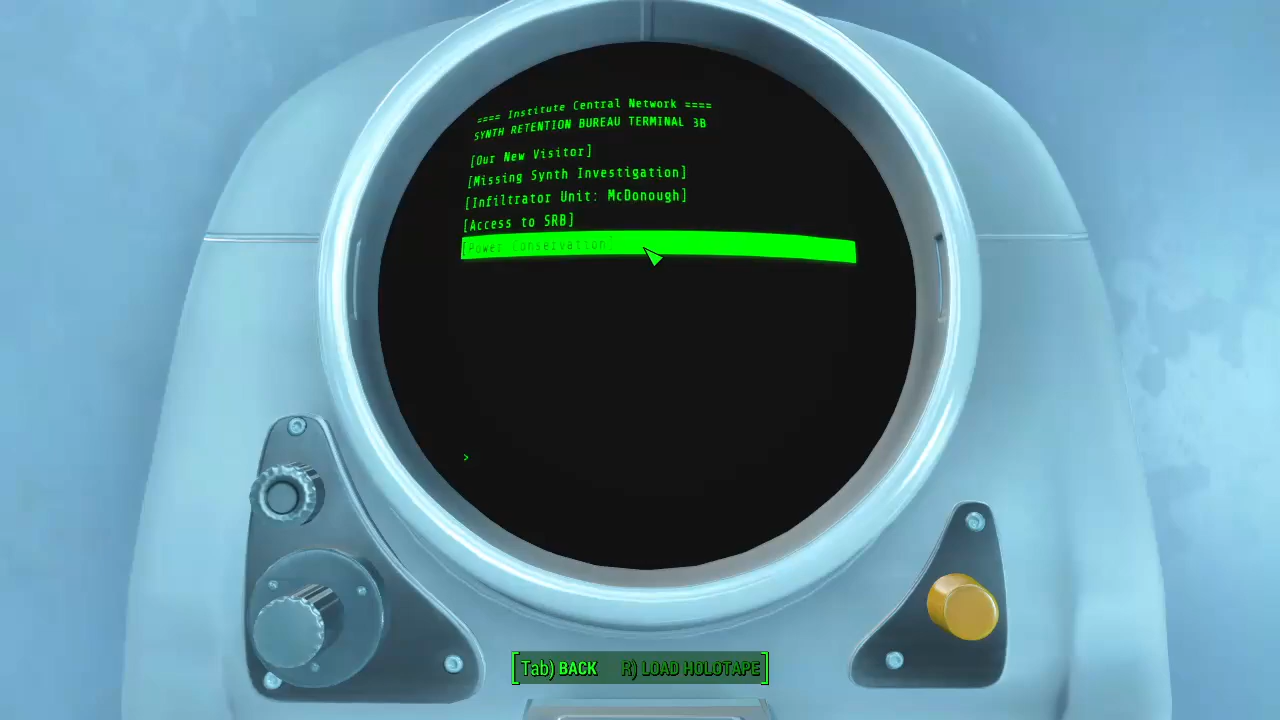 ==== Institute Central Network ====
SYNTH RETENTION BUREAU TERMINAL 3B
[Our New Visitor]
[Missing Synth Investigation]
[Infiltrator Unit: McDonough]
[Access to SRB]
[Power Conservation]
>
[Tab) BACK R) LOAD HOLOTAPE]